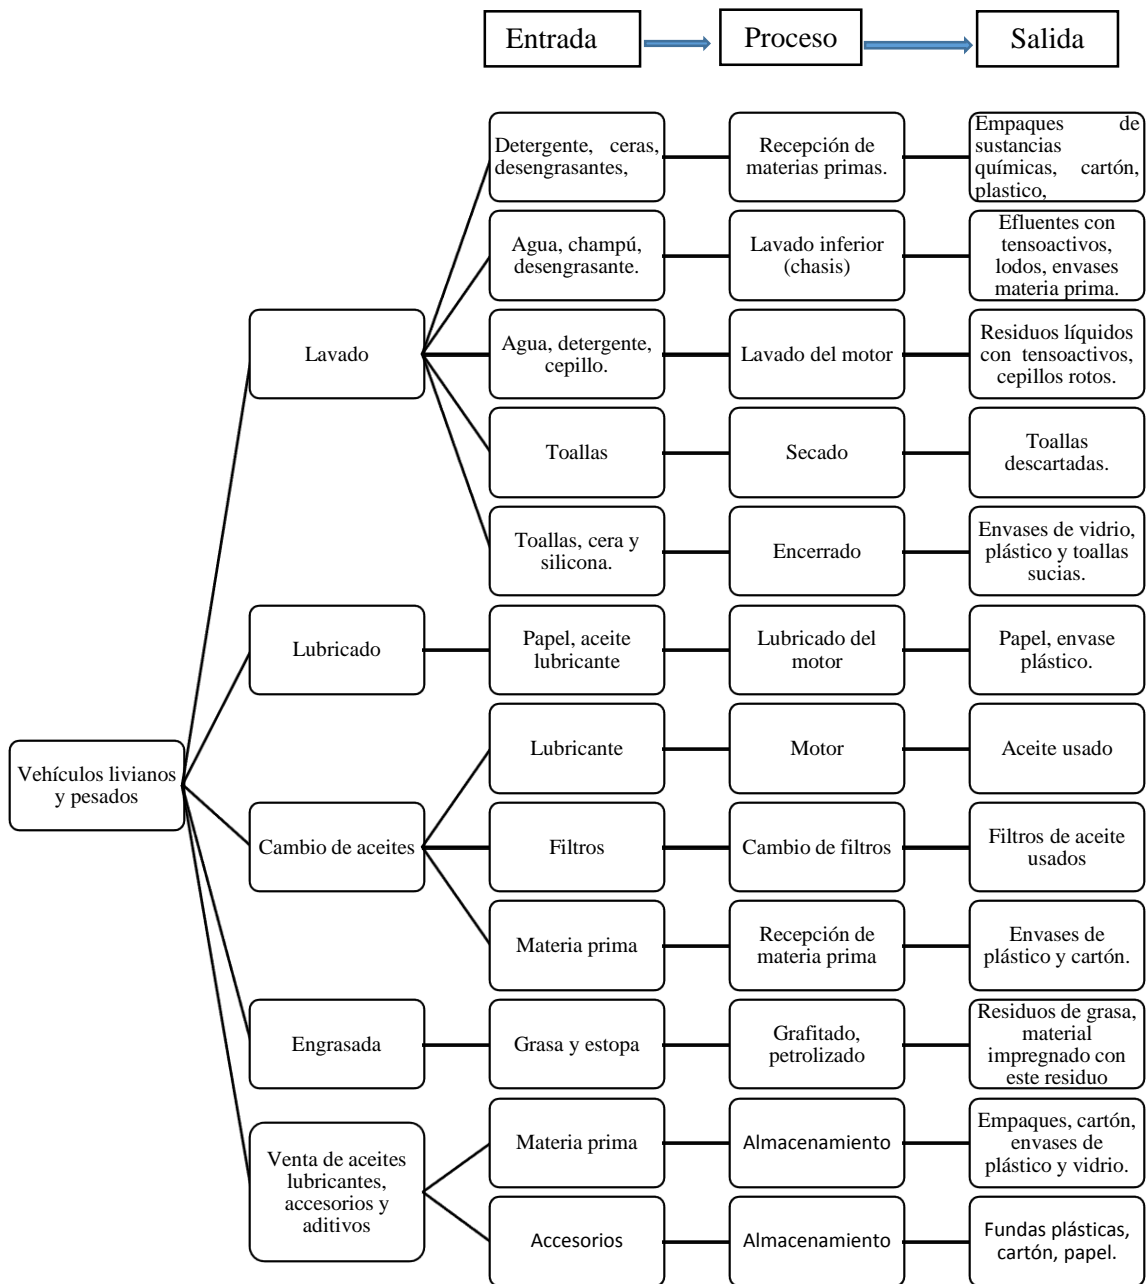 Entrada
Proceso
Salida
Detergente, ceras,
desengrasantes,
Recepción de
materias primas.
Empaques de
sustancias
químicas, cartón,
plastico,
Agua, champú,
desengrasante.
Lavado inferior
(chasis)
Efluentes con
tensoactivos,
lodos, envases
materia prima.
Lavado
Agua, detergente,
cepillo.
Lavado del motor
Residuos líquidos
con tensoactivos,
cepillos rotos.
Toallas
Secado
Toallas
descartadas.
Toallas, cera y
silicona.
Encerrado
Envases de vidrio,
plástico y toallas
sucias.
Lubricado
Papel, aceite
lubricante
Lubricado del
motor
Papel, envase
plástico.
Vehículos livianos
y pesados
Cambio de aceites
Lubricante
Motor
Aceite usado
Filtros
Cambio de filtros
Filtros de aceite
usados
Materia prima
Recepción de
materia prima
Envases de
plástico y cartón.
Engrasada
Grasa y estopa
Grafitado,
petrolizado
Residuos de grasa,
material
impregnado con
este residuo
Venta de aceites
lubricantes,
accesorios y
aditivos
Materia prima
Almacenamiento
Empaques, cartón,
envases de
plástico y vidrio.
Accesorios
Almacenamiento
Fundas plásticas,
cartón, papel.